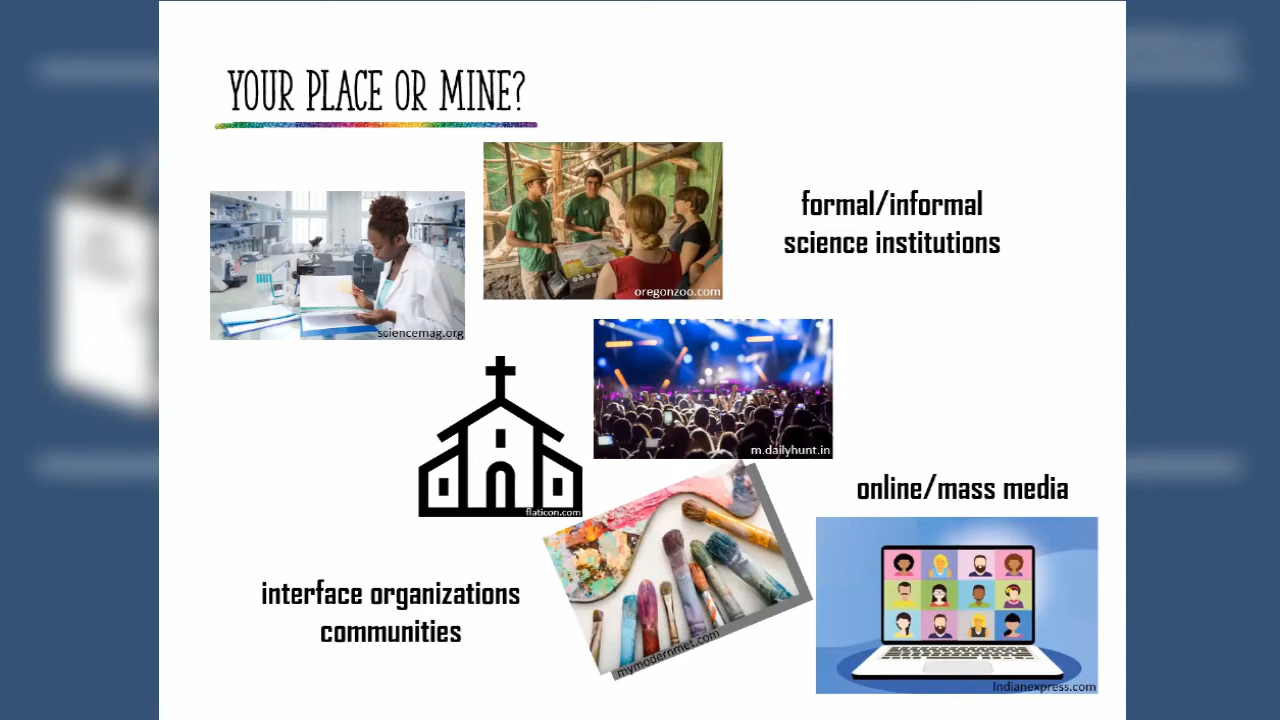 YOUR PLACE OR MINE?
sciencemag.org
oregonzoo.com
formal/informal
science institutions
m.dailyhunt.in
flaticon.com
online/mass media
interface organizations
communities
mymodernmet.com
Indianexpress.com